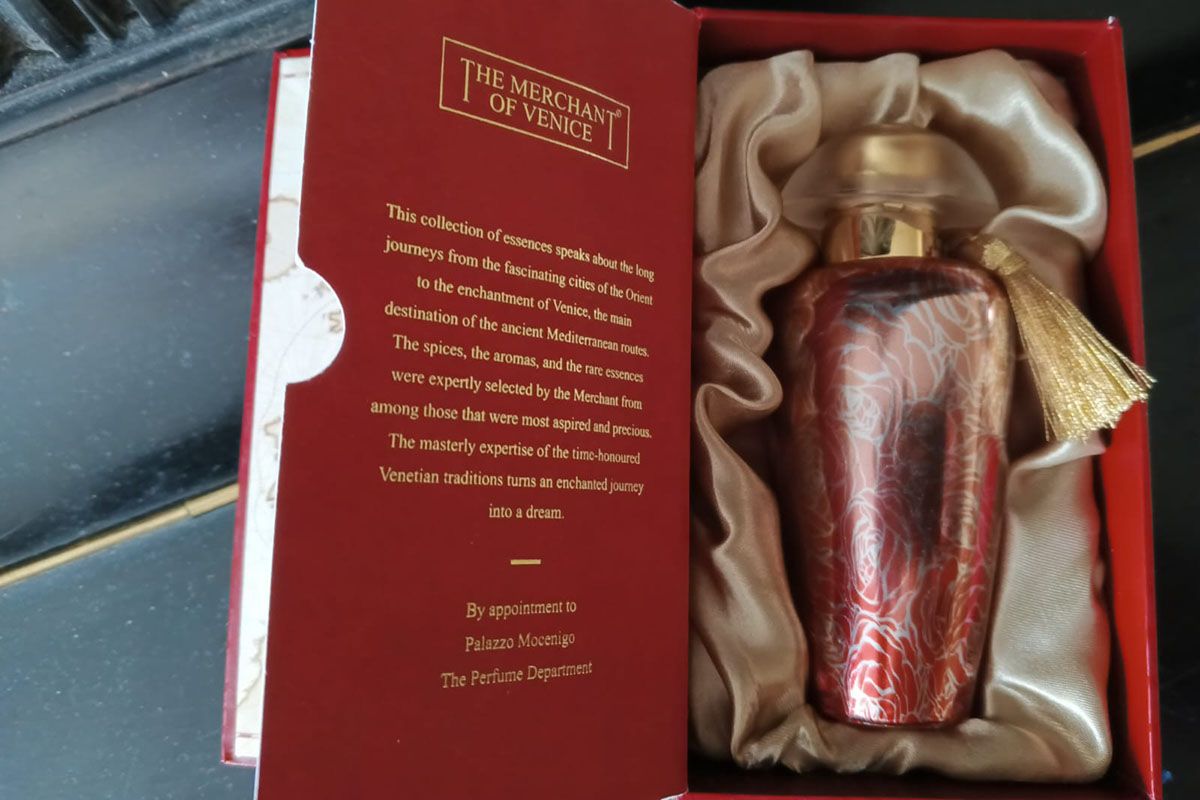 THE MERCHANT®
OF VENICE
This collection of essences speaks about the long
journeys from the fascinating cities of the Orient
to the enchantment of Venice, the main
destination of the ancient Mediterranean routes.
The spices, the aromas, and the rare essences
were expertly selected by the Merchant from
among those that were most aspired and precious.
The masterly expertise of the time-honoured
Venetian traditions turns an enchanted journey
into a dream.
By appointment to
Palazzo Mocenigo
The Perfume Department